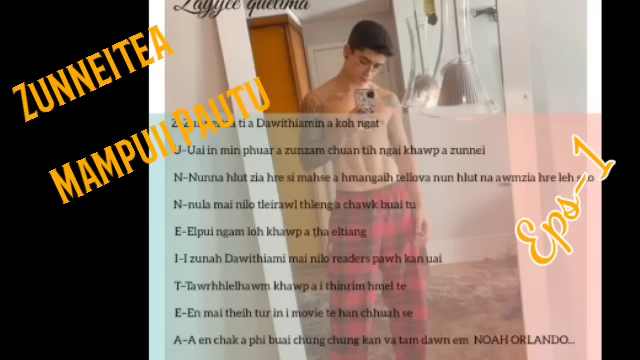 Zayyce quelima
ZUNNEITEA
MAMPUII PAUTU
a ti a Dawithiamin a koh ngat
U–Uai in min phuar a zunzam chuan tih ngai khawp a zunnei
N–Nunna hlut zia hre si mahse a hmangaih tellova nun hlut na awmzia hre leh
N–nula mai nilo tleirawl thleng a chawk buai tu
E–Elpui ngam loh khawp a tha eltiang
I–I zunah Dawithiami mai nilo readers pawh kan uai
T–Tawrhhlelhawm khawp a i thinrim hmel te
E–En mai theih tur in i movie te han chhuah se
A–A en chak a phi buai chung chung kan va tam dawn em NOAH ORLANDO...
Eps-1